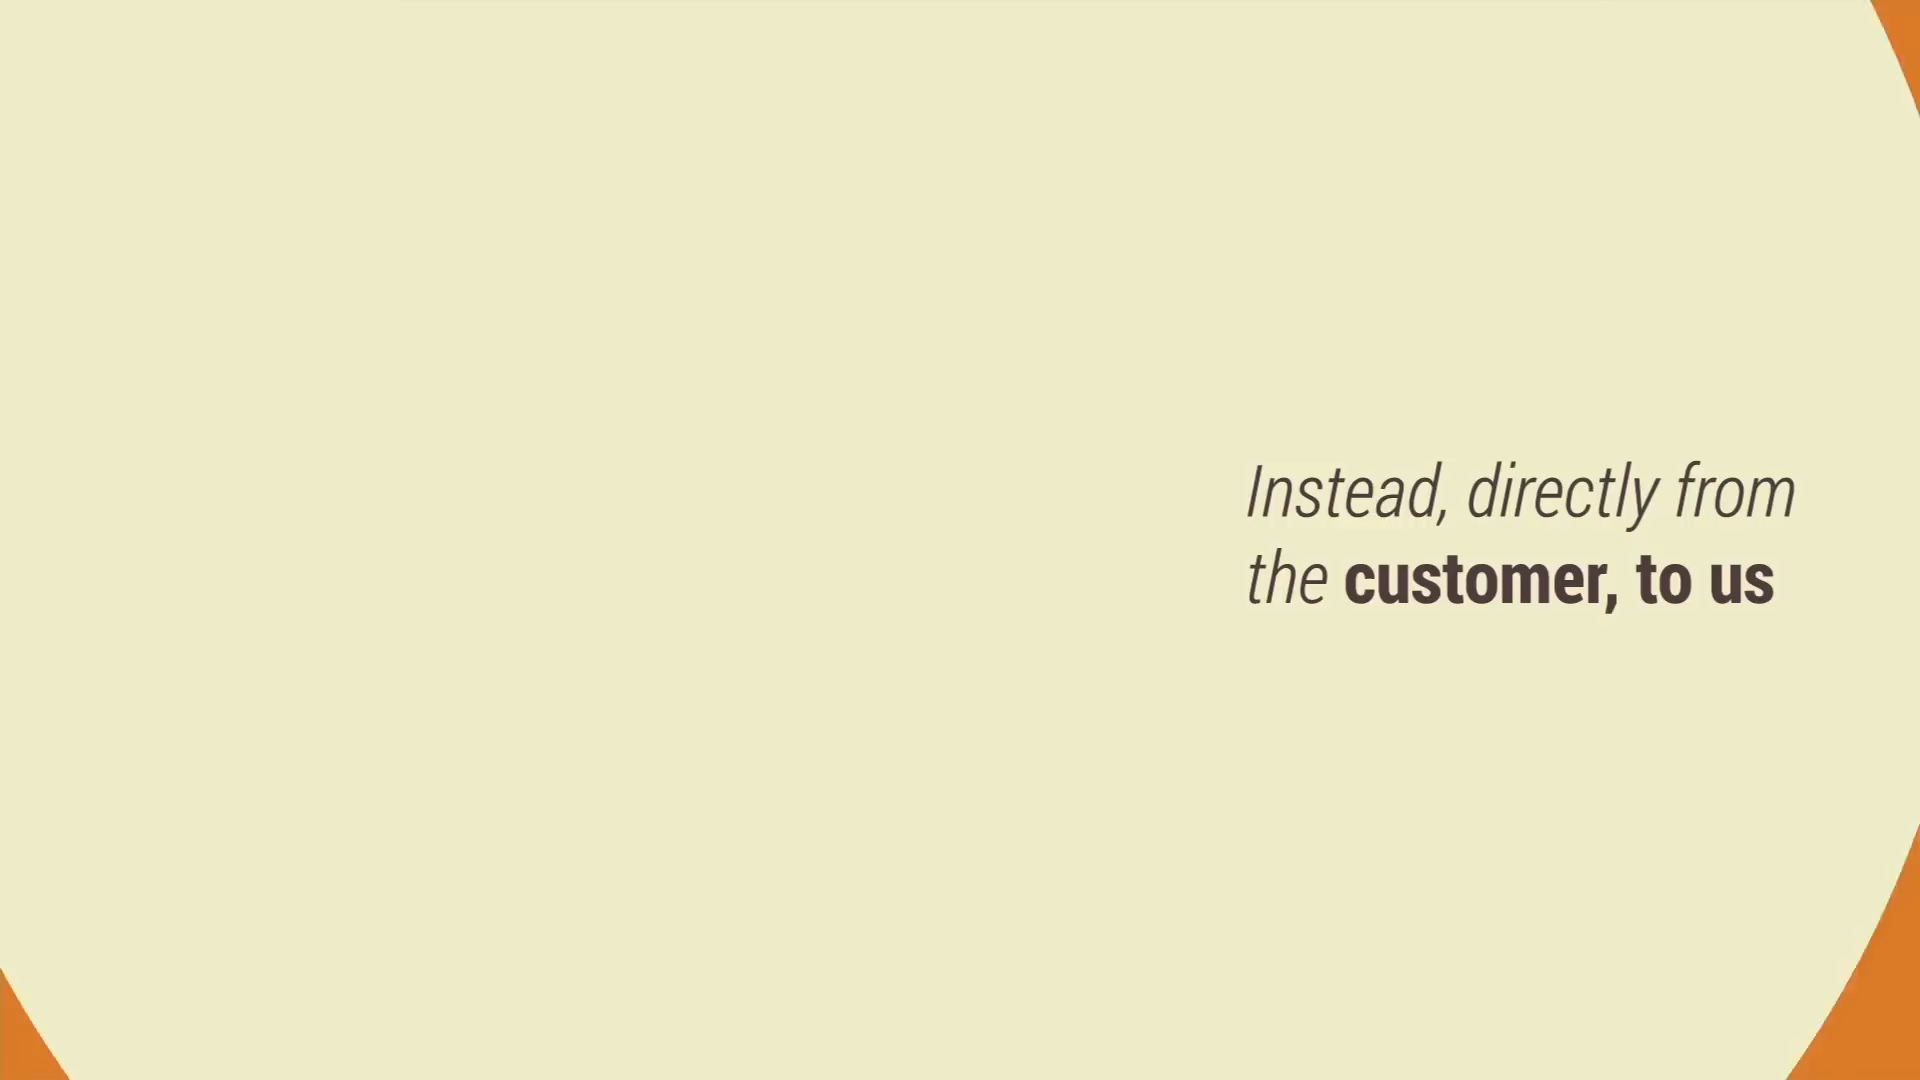 Instead, directly from
the customer, to us